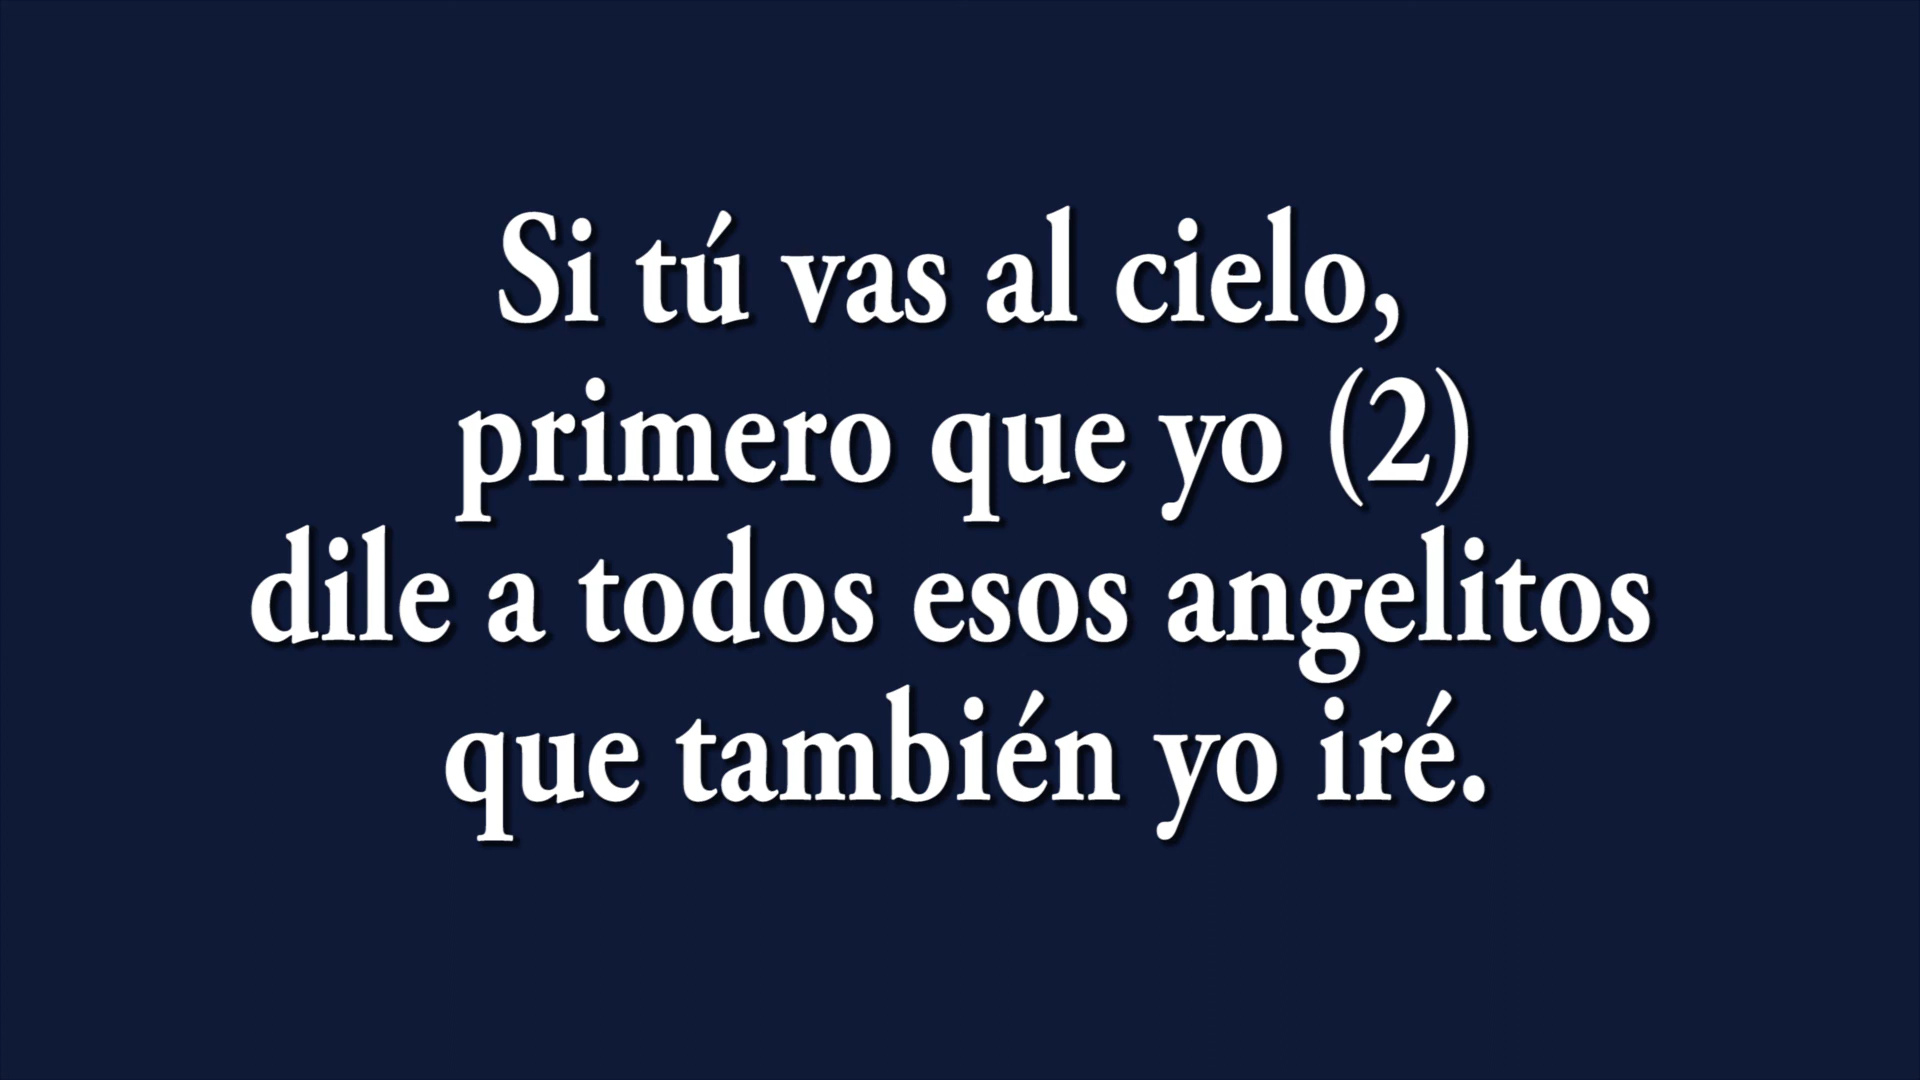 Si tú vas al cielo,
primero que yo (2)
dile a todos esos angelitos
que también yo iré.